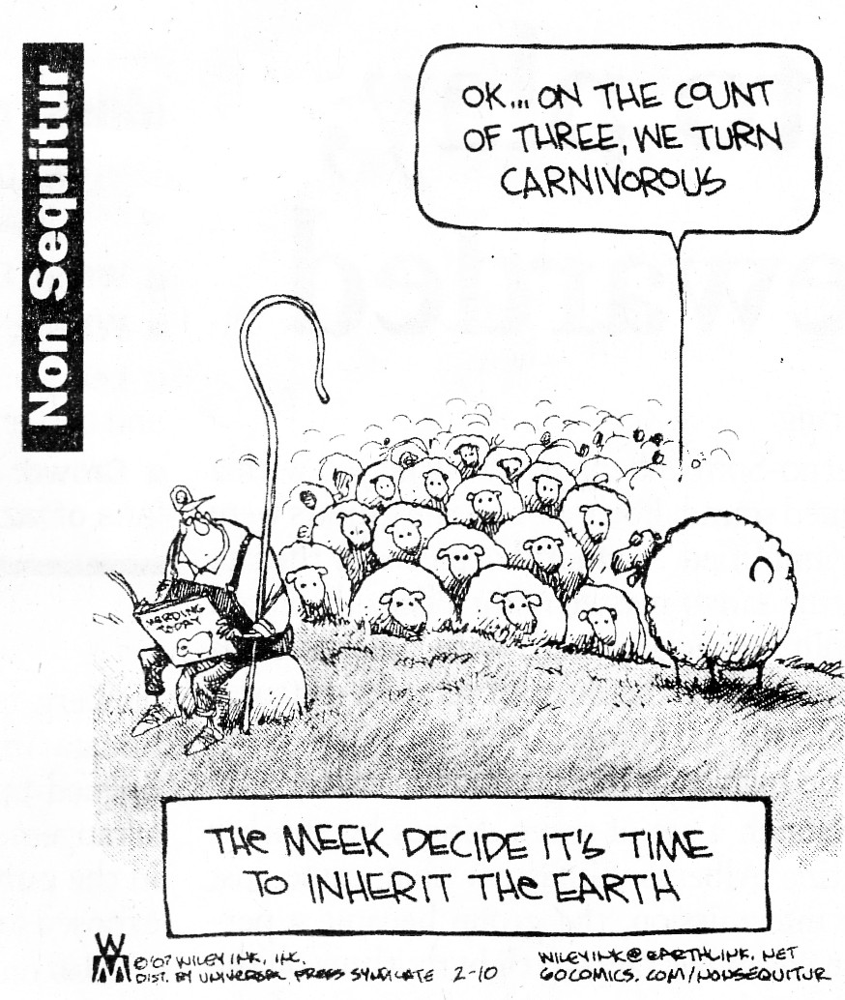 Non Sequitur
OK... ON THE COUNT
OF THREE, WE TURN
CARNIVOROUS
HERDING
TODAY
THe MEEK DECIDE IT'S TIME
TO INHERIT THe EARTH
©'07 WILEY INK, INC.
DIST. BY UNIVERSAL PRESS SYNDICATE 2-10
WILEYINK@EARTHLINK.NET
GOCOMICS.COM/NONSEQUITUR